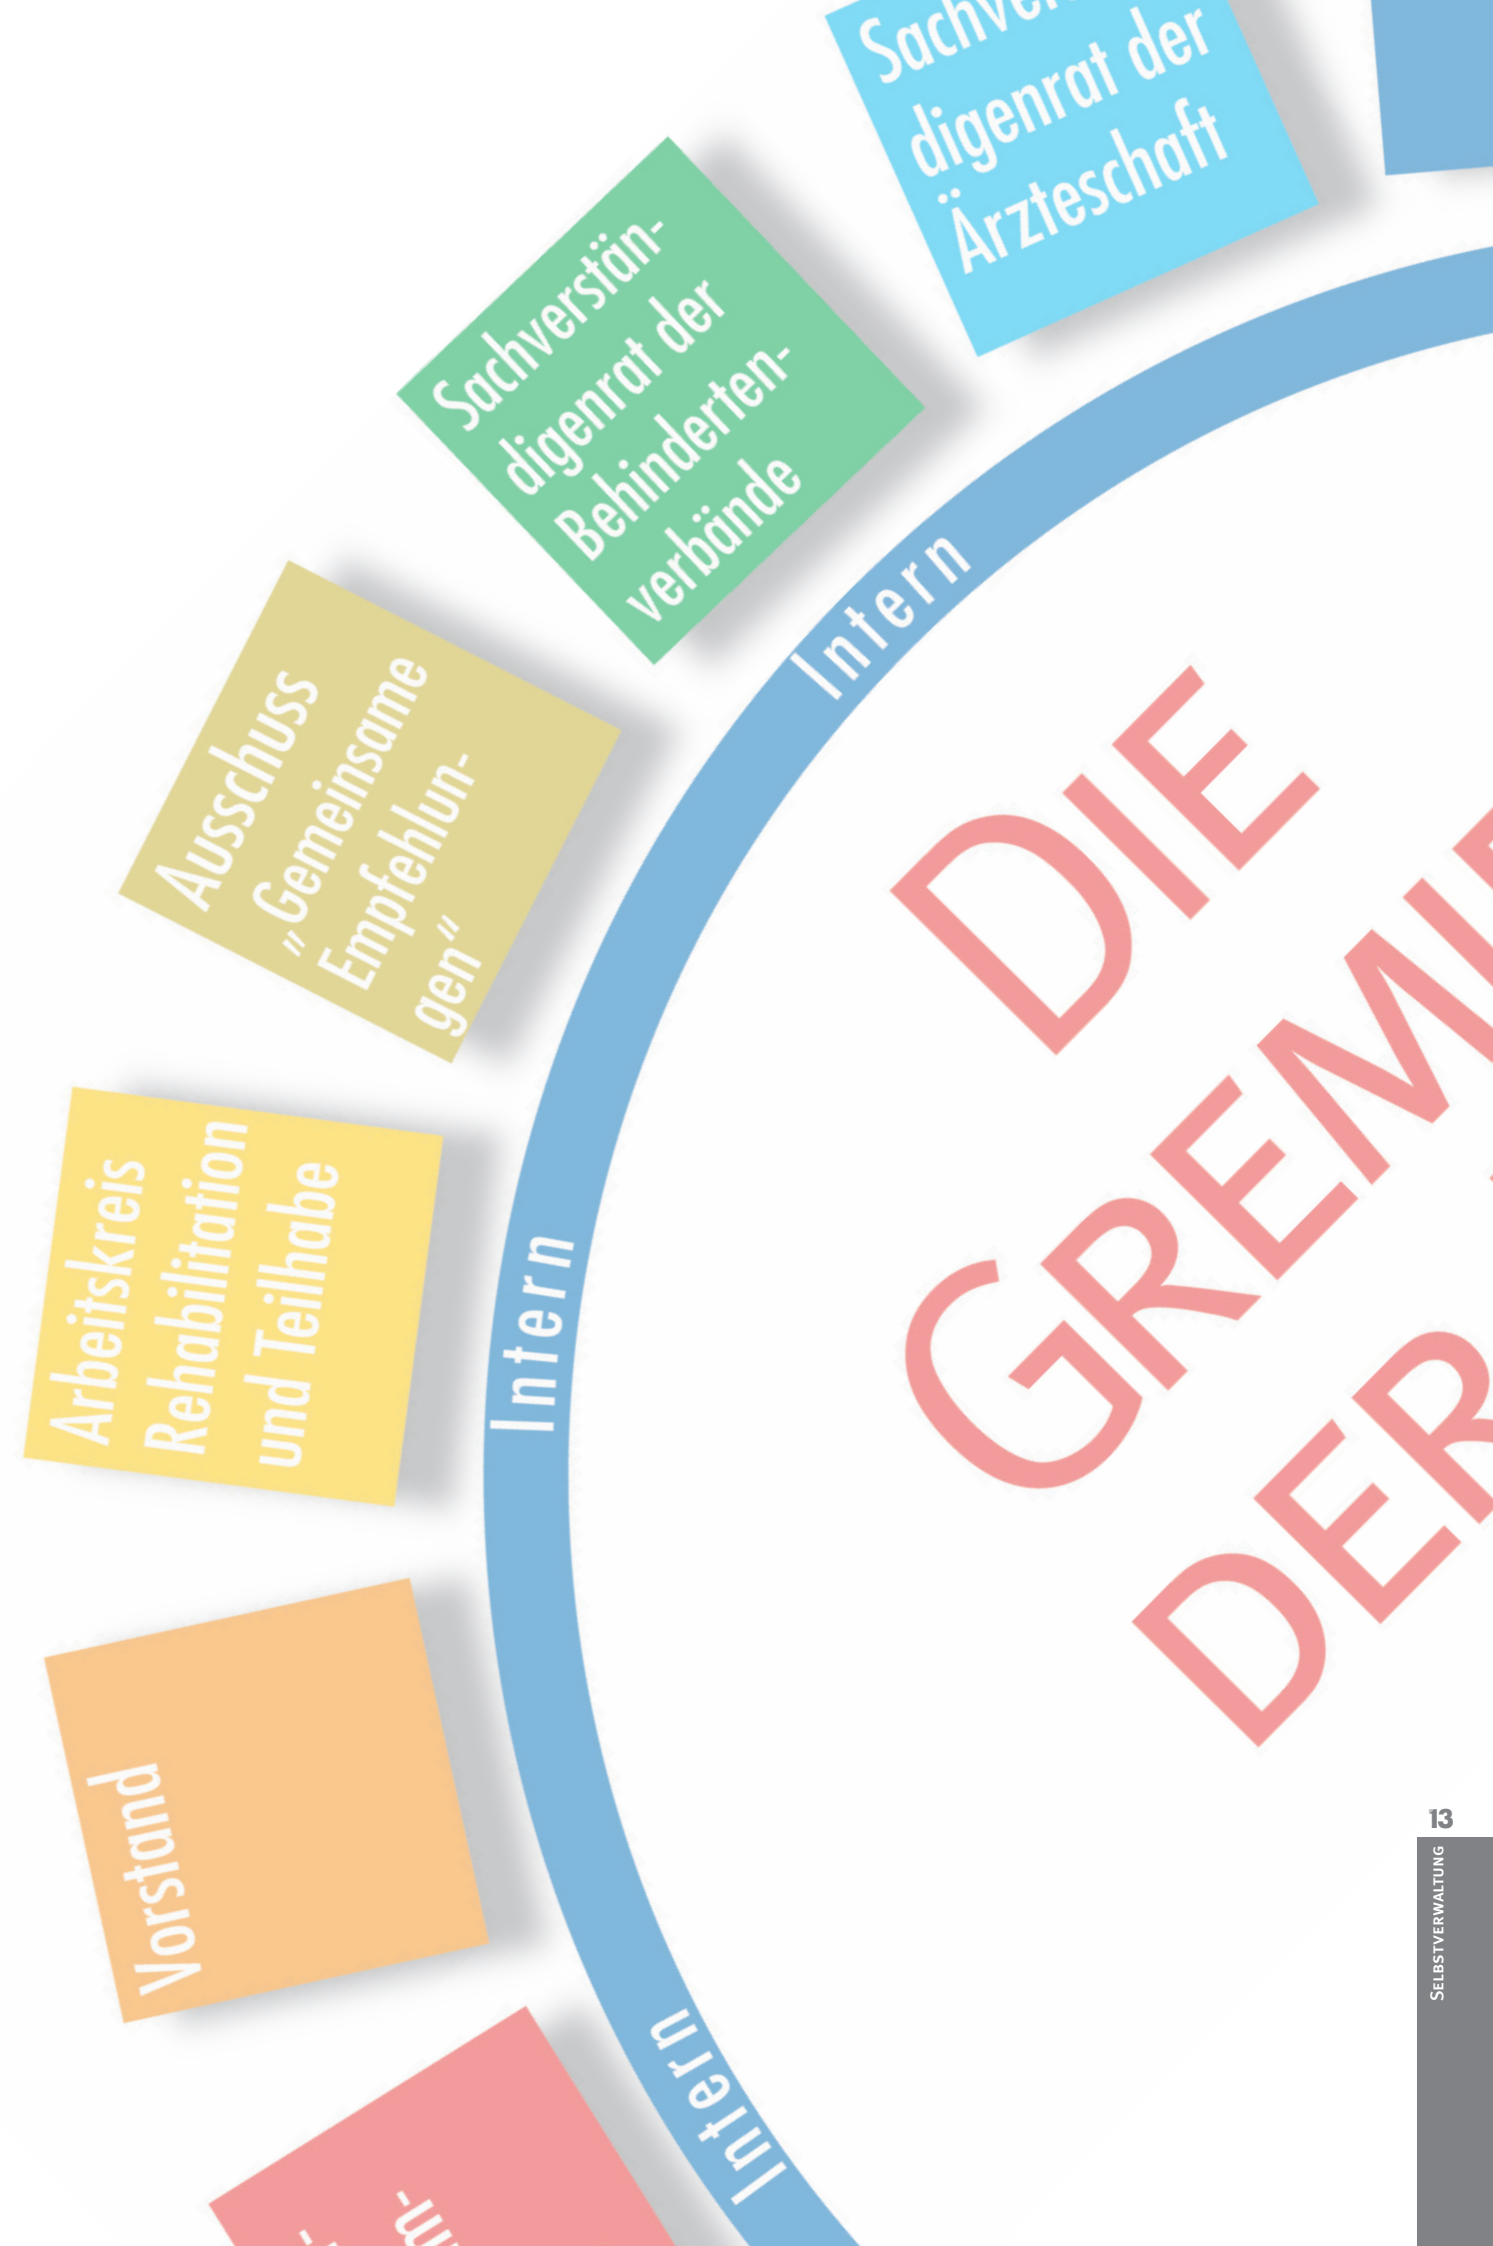 digenrat der
Ärzteschaft
Sachverstän-
digenrat der
Behinderten-
verbände
Ausschuss
„Gemeinsame
Empfehlun-
gen“
Arbeitskreis
Rehabilitation
und Teilhabe
Vorstand
Intern
Intern
Intern
DIE
DER
13
SELBSTVERWALTUNG